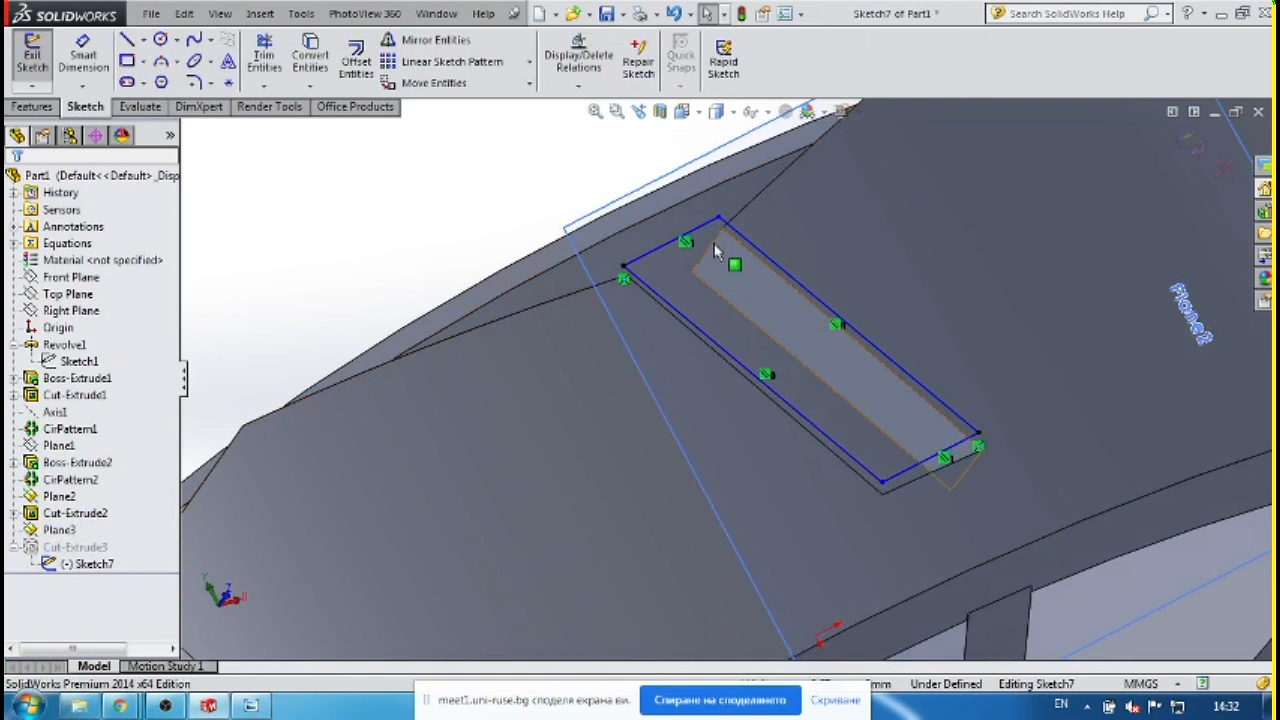 SOLIDWORKS File Edit View Insert Tools PhotoView 360 Window Help Sketch7 of Part1 * Search SolidWorks Help
Exit Sketch Smart Dimension Trim Entities Convert Entities Offset Entities Mirror Entities Linear Sketch Pattern Move Entities Display/Delete Relations Repair Sketch Quick Snaps Rapid Sketch
Features Sketch Evaluate DimXpert Render Tools Office Products
Part1 (Default<<Default>_Disp
History
Sensors
Annotations
Equations
Material <not specified>
Front Plane
Top Plane
Right Plane
Origin
Revolve1
Sketch1
Boss-Extrude1
Cut-Extrude1
Axis1
CirPattern1
Plane1
Boss-Extrude2
CirPattern2
Plane2
Cut-Extrude2
Plane3
Cut-Extrude3
(-) Sketch7
Model Motion Study 1
SolidWorks Premium 2014 x64 Edition Under Defined Editing Sketch7 MMGS
meet1.uni-ruse.bg споделя екрана ви. Спиране на споделянето Скриване
EN 14:32